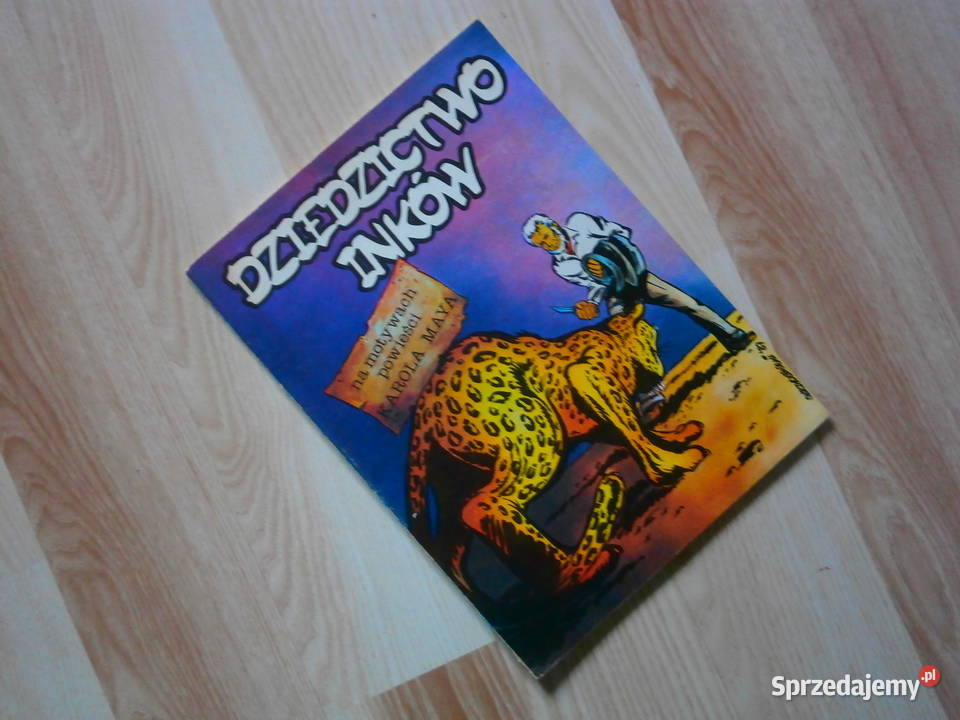 DZIEDZICTWO
INKÓW
na motywach
powieści
KAROLA MAYA
Sprzedajemy.pl